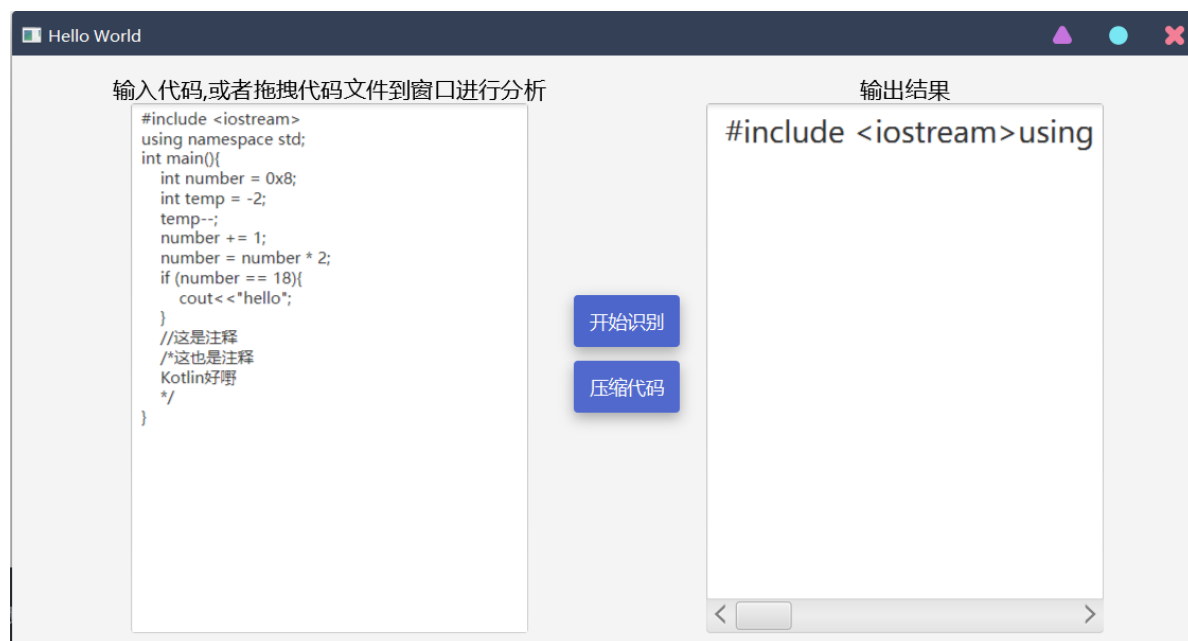 Hello World
输入代码,或者拖拽代码文件到窗口进行分析
#include <iostream>
using namespace std;
int main(){
int number = 0x8;
int temp = -2;
temp--;
number += 1;
number = number * 2;
if (number == 18){
cout<<"hello";
}
//这是注释
/*这也是注释
Kotlin好嘢
*/
}
开始识别
压缩代码
输出结果
#include <iostream>using